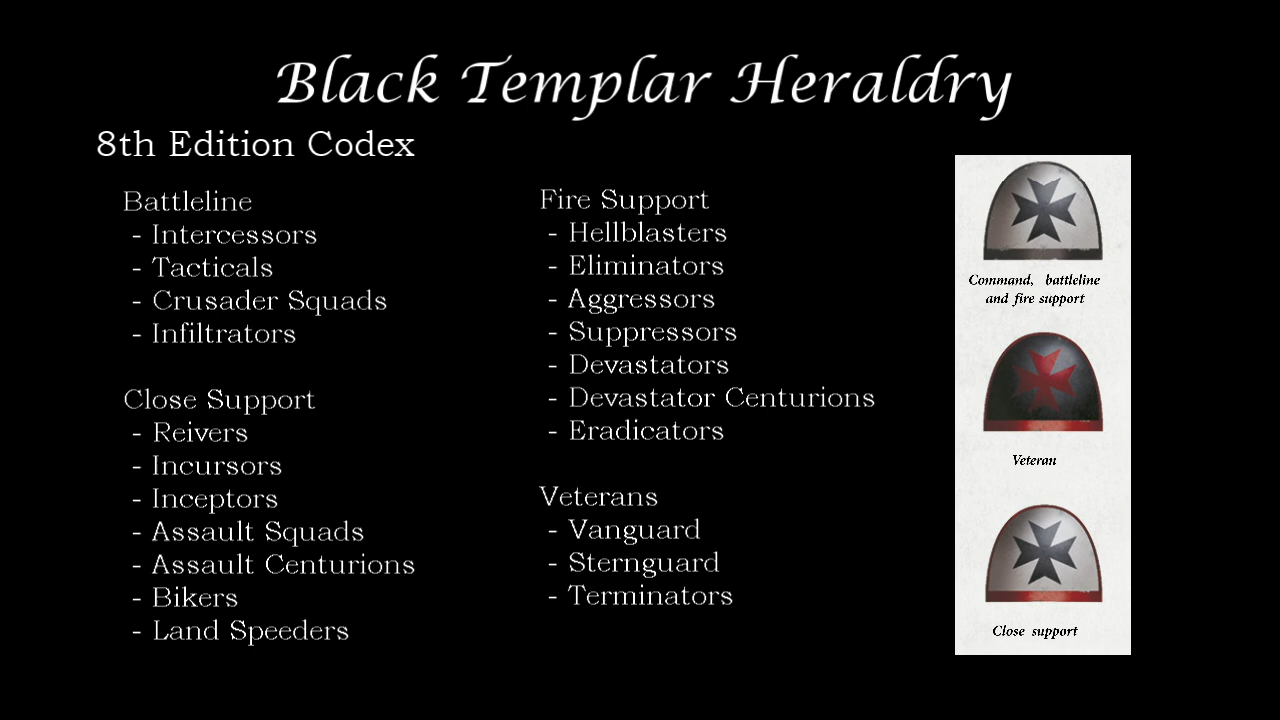 Black Templar Heraldry
8th Edition Codex
Battleline
- Intercessors
- Tacticals
- Crusader Squads
- Infiltrators
Close Support
- Reivers
- Incursors
- Inceptors
- Assault Squads
- Assault Centurions
- Bikers
- Land Speeders
Fire Support
- Hellblasters
- Eliminators
- Aggressors
- Suppressors
- Devastators
- Devastator Centurions
- Eradicators
Veterans
- Vanguard
- Sternguard
- Terminators
Command, battleline
and fire support
Veteran
Close support